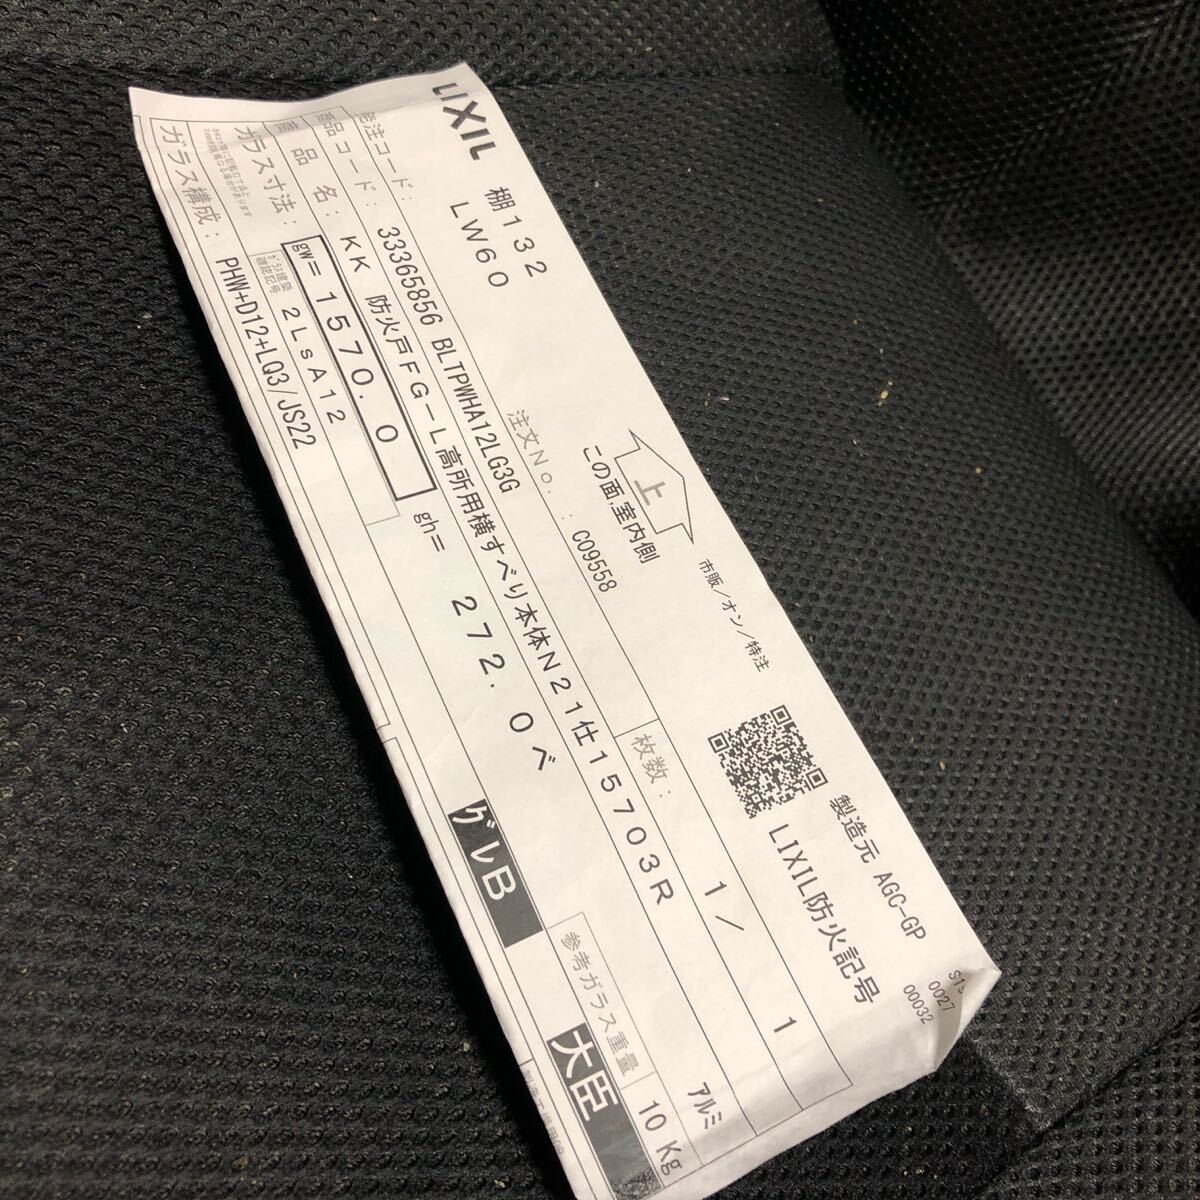 LIXIL
棚132
LW60
上
この面,室内側
市販/オン/特注
製造元 AGC-GP
LIXIL防火記号
0027
00032
発注コード: 33365856
注文No. : C09558
枚数: 1/ 1
商品コード: BLTPWHA12LG3G
商品名: KK 防火戸FG-L高所用横すべり本体N21仕15703R
アルミ
ガラス寸法: gw= 1570.0 gh= 272.0ベ
2LsA12
グレB
参考ガラス重量 10 Kg
ガラス構成: PHW+D12+LQ3/JS22
大臣